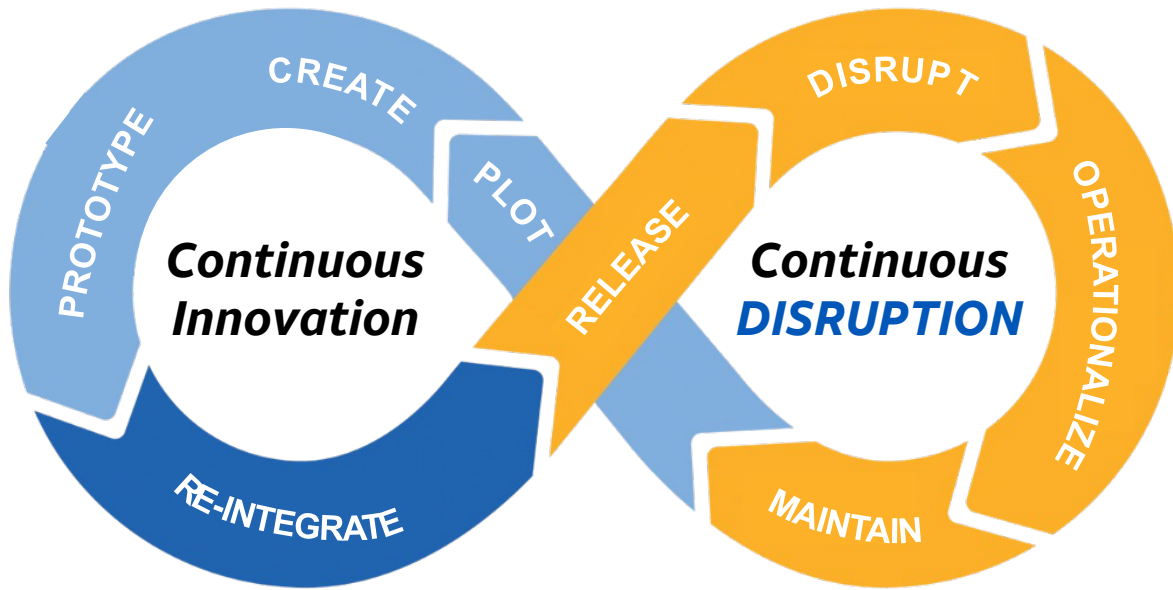 CREATE
PROTOTYPE
PLOT
RE-INTEGRATE
RELEASE
DISRUPT
OPERATIONALIZE
MAINTAIN
Continuous
Innovation
Continuous
DISRUPTION